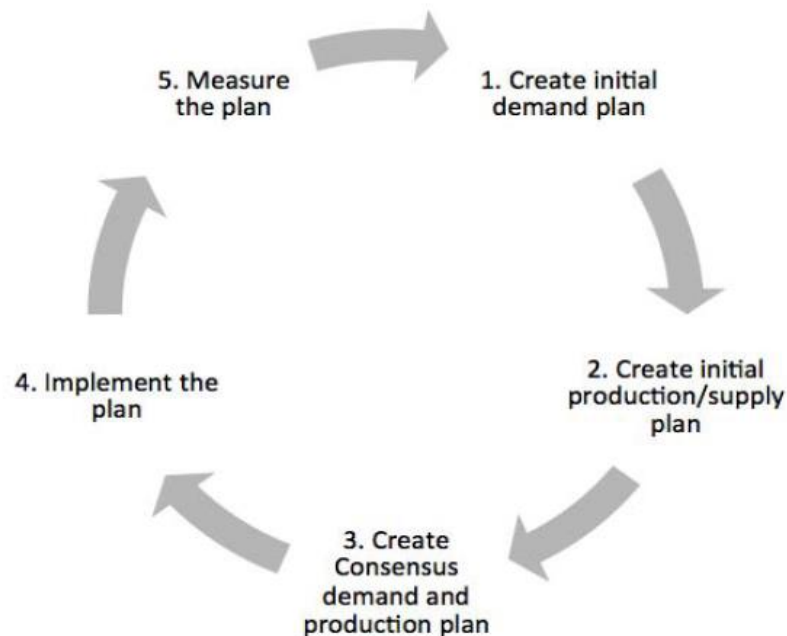 1. Create initial
demand plan
2. Create initial
production/supply
plan
3. Create
Consensus
demand and
production plan
4. Implement the
plan
5. Measure
the plan